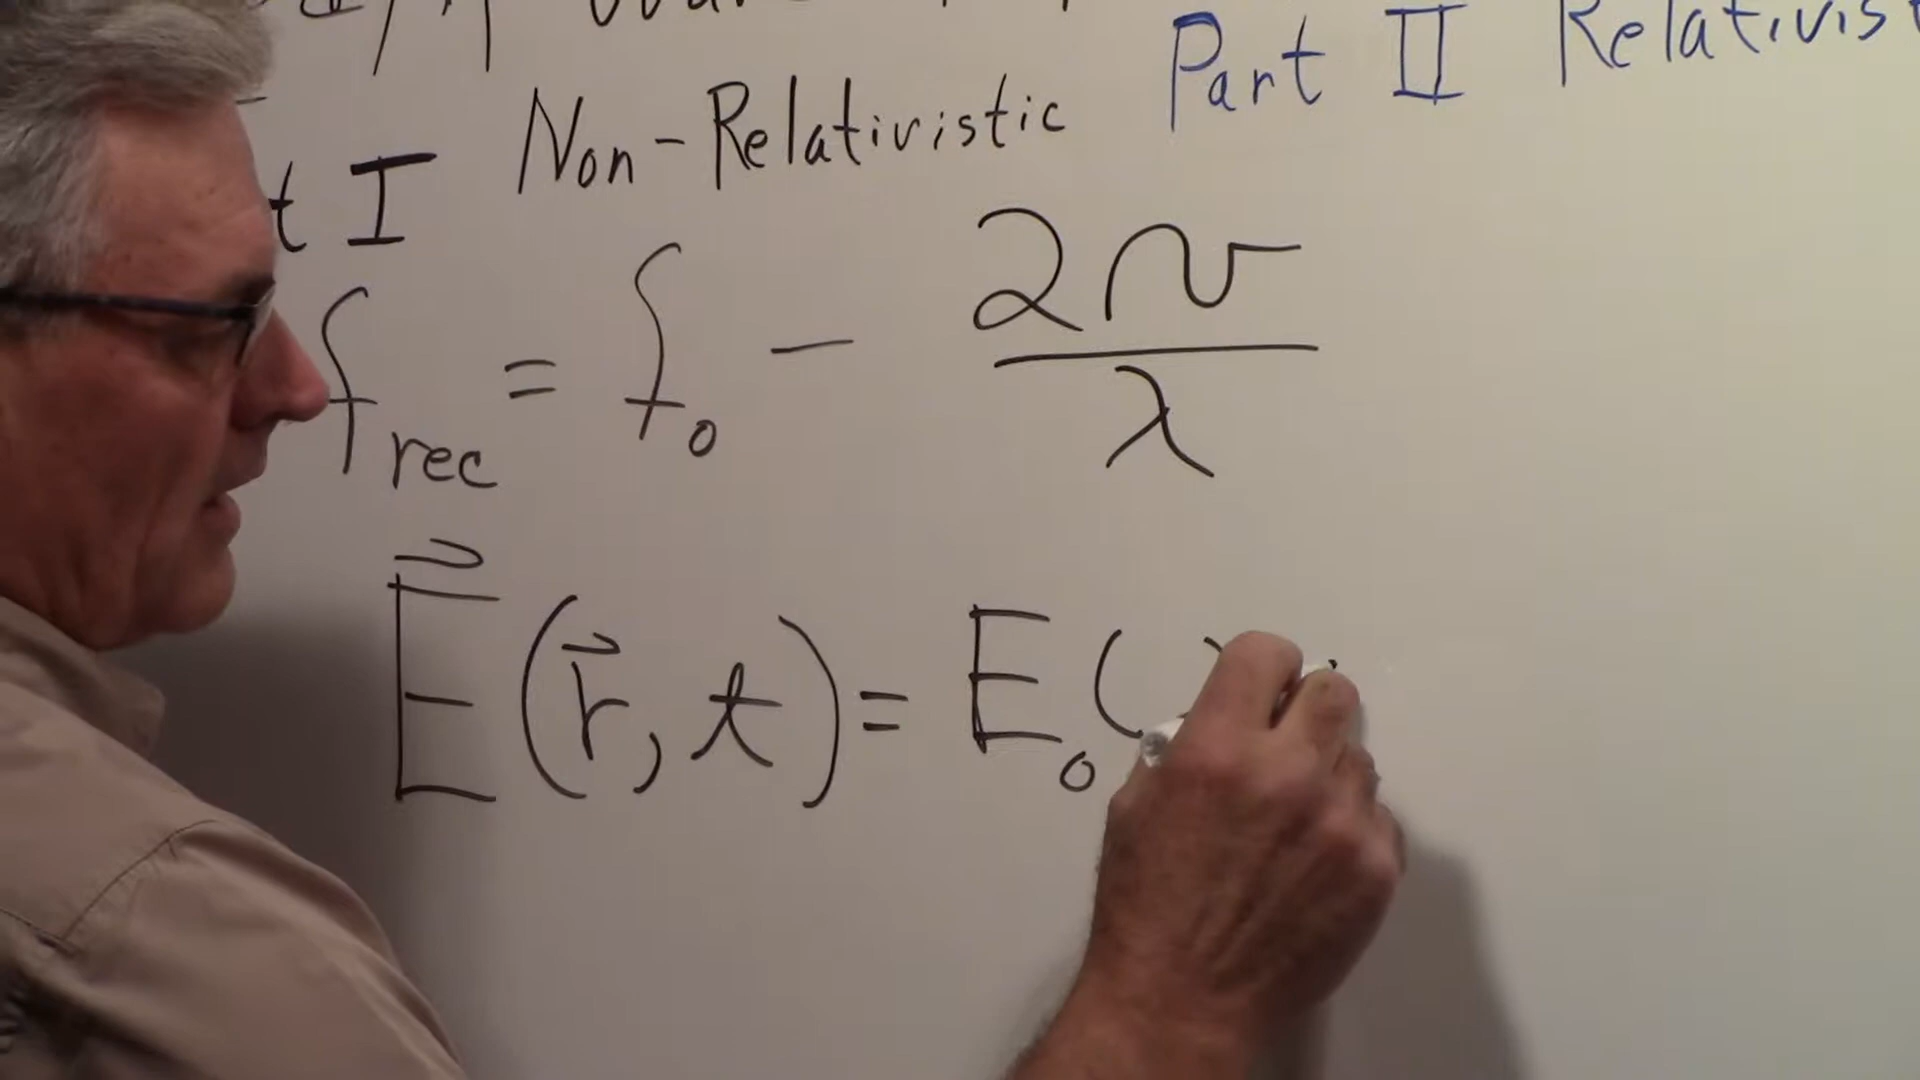 Part II Relativis
t I Non-Relativistic
f_rec = f_0 - 2v/λ
E⃗(r⃗, t) = E_0(